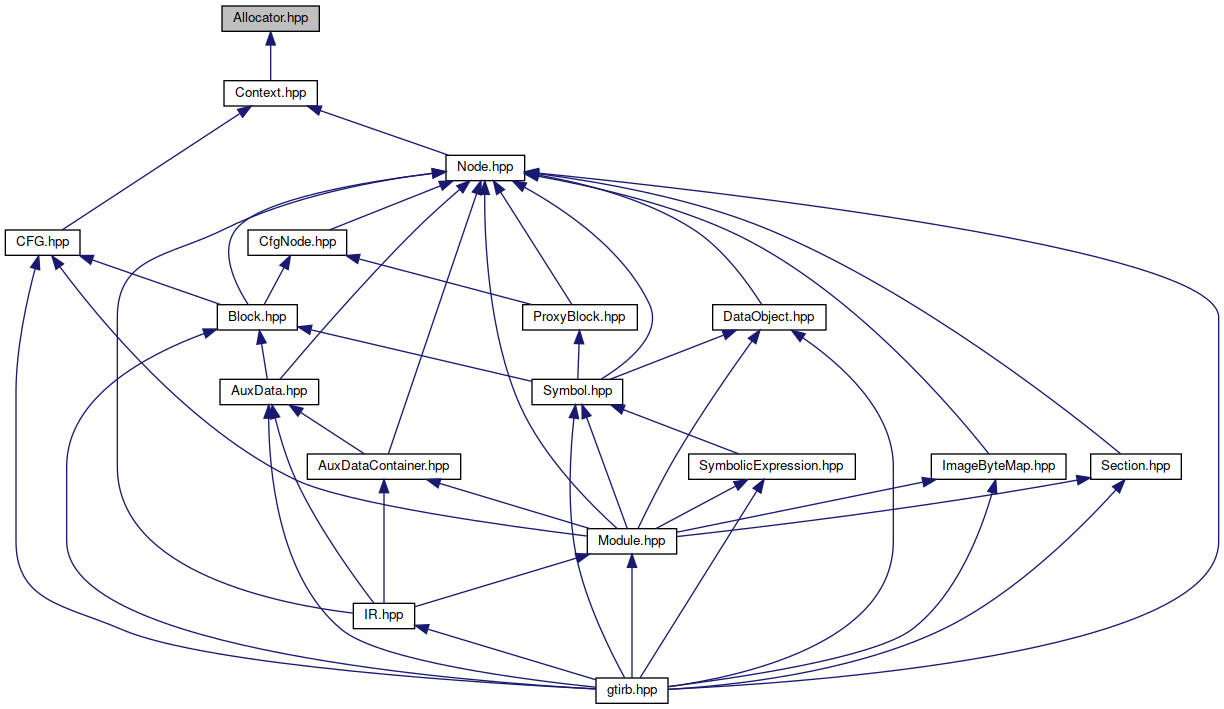 Allocator.hpp
Context.hpp
Node.hpp
CFG.hpp
CfgNode.hpp
Block.hpp
ProxyBlock.hpp
DataObject.hpp
AuxData.hpp
Symbol.hpp
AuxDataContainer.hpp
SymbolicExpression.hpp
ImageByteMap.hpp
Section.hpp
Module.hpp
IR.hpp
gtirb.hpp